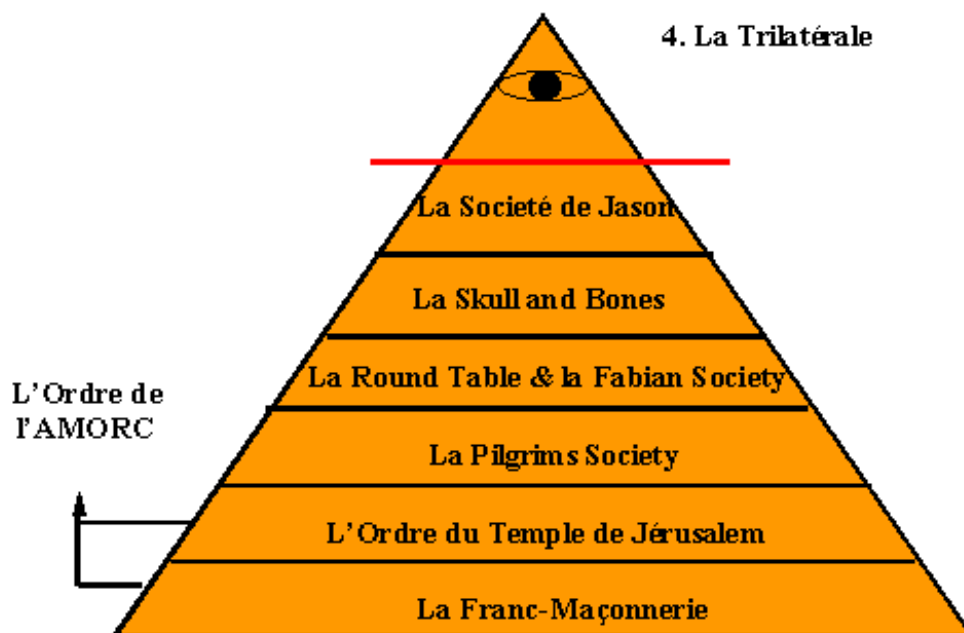 4. La Trilatérale
La Societé de Jason
La Skull and Bones
La Round Table & la Fabian Society
L'Ordre de
l'AMORC
La Pilgrims Society
L'Ordre du Temple de Jérusalem
La Franc-Maçonnerie